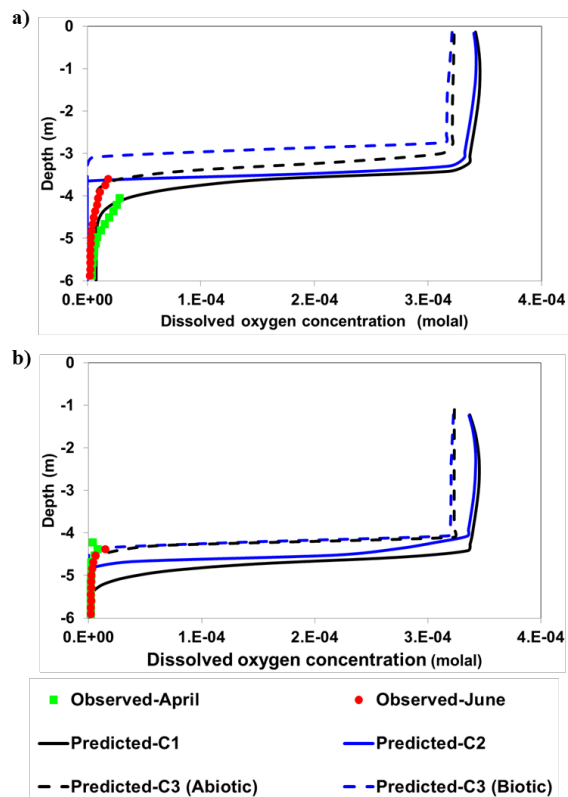 a)
0
-1
-2
-3
-4
-5
-6
Depth (m)
0.E+00 1.E-04 2.E-04 3.E-04 4.E-04
Dissolved oxygen concentration (molal)
b)
0
-1
-2
-3
-4
-5
-6
Depth (m)
0.E+00 1.E-04 2.E-04 3.E-04 4.E-04
Dissolved oxygen concentration (molal)
Observed-April Observed-June
Predicted-C1 Predicted-C2
Predicted-C3 (Abiotic) Predicted-C3 (Biotic)